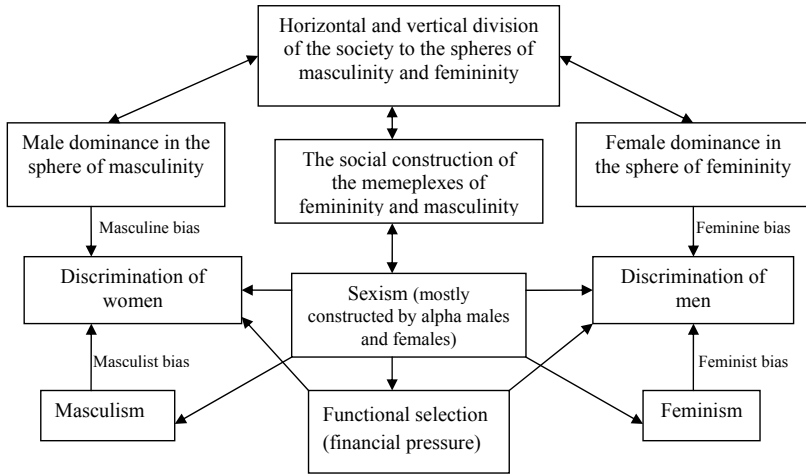 Horizontal and vertical division
of the society to the spheres of
masculinity and femininity
Male dominance in the
sphere of masculinity
The social construction of
the memeplexes of
femininity and masculinity
Female dominance in
the sphere of femininity
Masculine bias
Feminine bias
Discrimination of
women
Sexism (mostly
constructed by alpha males
and females)
Discrimination of
men
Masculist bias
Feminist bias
Masculism
Functional selection
(financial pressure)
Feminism